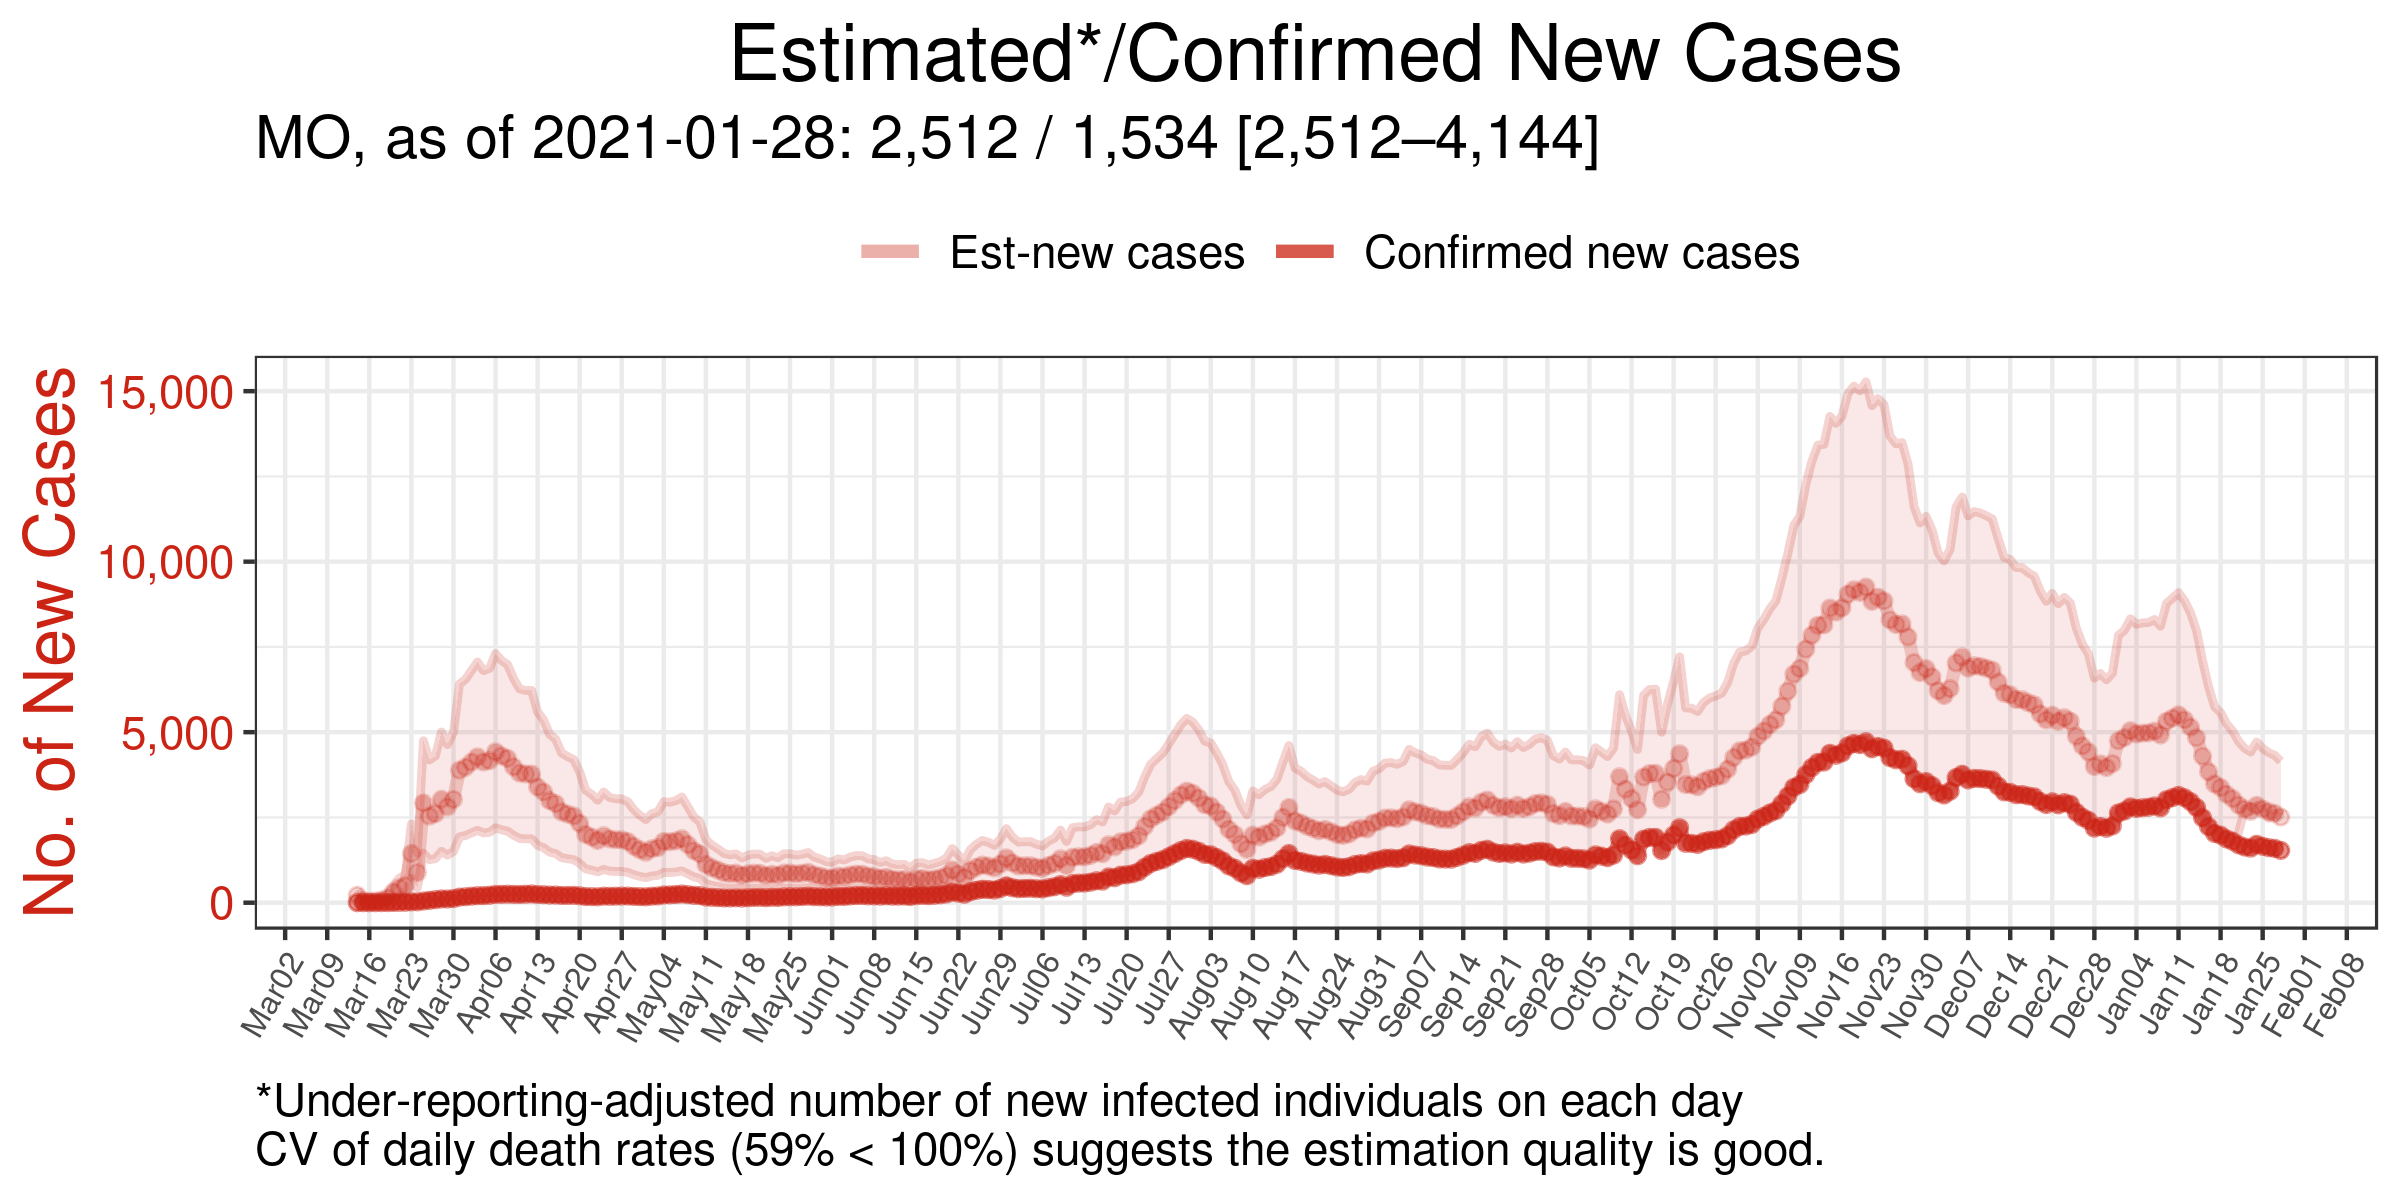 Estimated*/Confirmed New Cases
MO, as of 2021-01-28: 2,512 / 1,534 [2,512–4,144]
Est-new cases
Confirmed new cases
No. of New Cases
15,000
10,000
5,000
0
Mar02
Mar09
Mar16
Mar23
Mar30
Apr06
Apr13
Apr20
Apr27
May04
May11
May18
May25
Jun01
Jun08
Jun15
Jun22
Jun29
Jul06
Jul13
Jul20
Jul27
Aug03
Aug10
Aug17
Aug24
Aug31
Sep07
Sep14
Sep21
Sep28
Oct05
Oct12
Oct19
Oct26
Nov02
Nov09
Nov16
Nov23
Nov30
Dec07
Dec14
Dec21
Dec28
Jan04
Jan11
Jan18
Jan25
Feb01
Feb08
*Under-reporting-adjusted number of new infected individuals on each day
CV of daily death rates (59% < 100%) suggests the estimation quality is good.